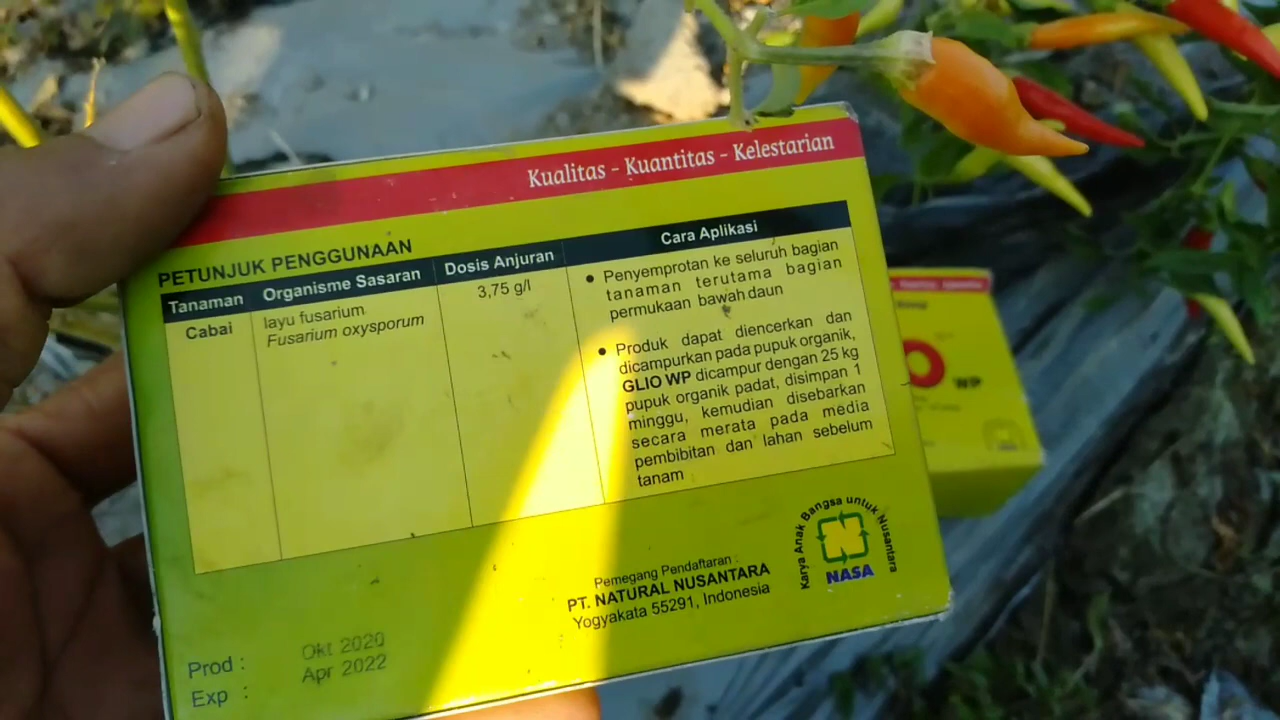 Kualitas - Kuantitas - Kelestarian
PETUNJUK PENGGUNAAN
Tanaman
Organisme Sasaran
Dosis Anjuran
Cara Aplikasi
Cabai
layu fusarium
Fusarium oxysporum
3,75 g/l
• Penyemprotan ke seluruh bagian
tanaman terutama bagian
permukaan bawah daun
• Produk dapat diencerkan dan
dicampurkan pada pupuk organik,
GLIO WP dicampur dengan 25 kg
pupuk organik padat, disimpan 1
minggu, kemudian disebarkan
secara merata pada media
pembibitan dan lahan sebelum
tanam
Pemegang Pendaftaran :
PT. NATURAL NUSANTARA
Yogyakata 55291, Indonesia
Karya Anak Bangsa untuk Nusantara
NASA
Prod : Okt 2020
Exp : Apr 2022
O WP